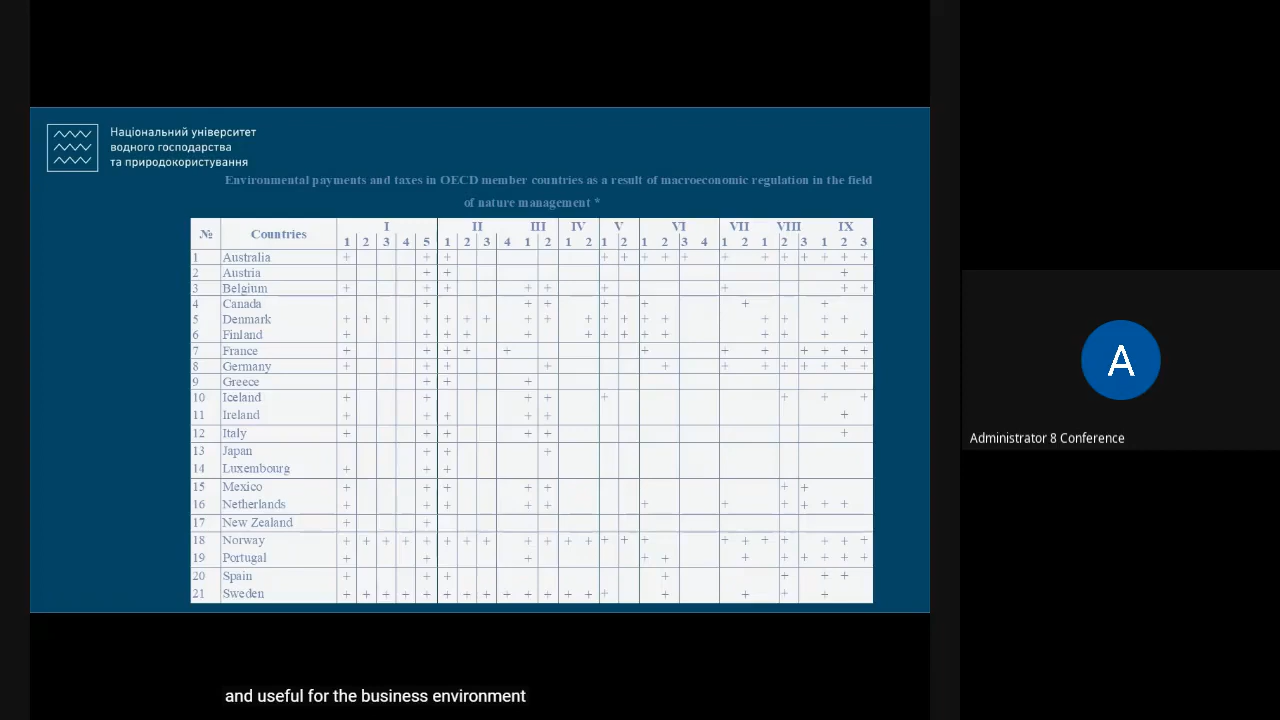 Національний університет
водного господарства
та природокористування
Environmental payments and taxes in OECD member countries as a result of macroeconomic regulation in the field
of nature management *
№ Countries I II III IV V VI VII VIII IX
1 2 3 4 5 1 2 3 4 1 2 1 2 1 2 1 2 3 4 1 2 1 2 3 1 2 3
1 Australia + + + + + + + + + + + + + + +
2 Austria + + +
3 Belgium + + + + + + + + +
4 Canada + + + + + + +
5 Denmark + + + + + + + + + + + + + + + + + +
6 Finland + + + + + + + + + + + + + +
7 France + + + + + + + + + + + +
8 Germany + + + + + + + + + + + +
9 Greece + + +
10 Iceland + + + + + + + + +
11 Ireland + + + + + +
12 Italy + + + + + +
13 Japan + + +
14 Luxembourg + + +
15 Mexico + + + + + + +
16 Netherlands + + + + + + + + + + +
17 New Zealand + +
18 Norway + + + + + + + + + + + + + + + + + + + + + +
19 Portugal + + + + + + + + + + +
20 Spain + + + + + + +
21 Sweden + + + + + + + + + + + + + + + + + +
A
Administrator 8 Conference
and useful for the business environment